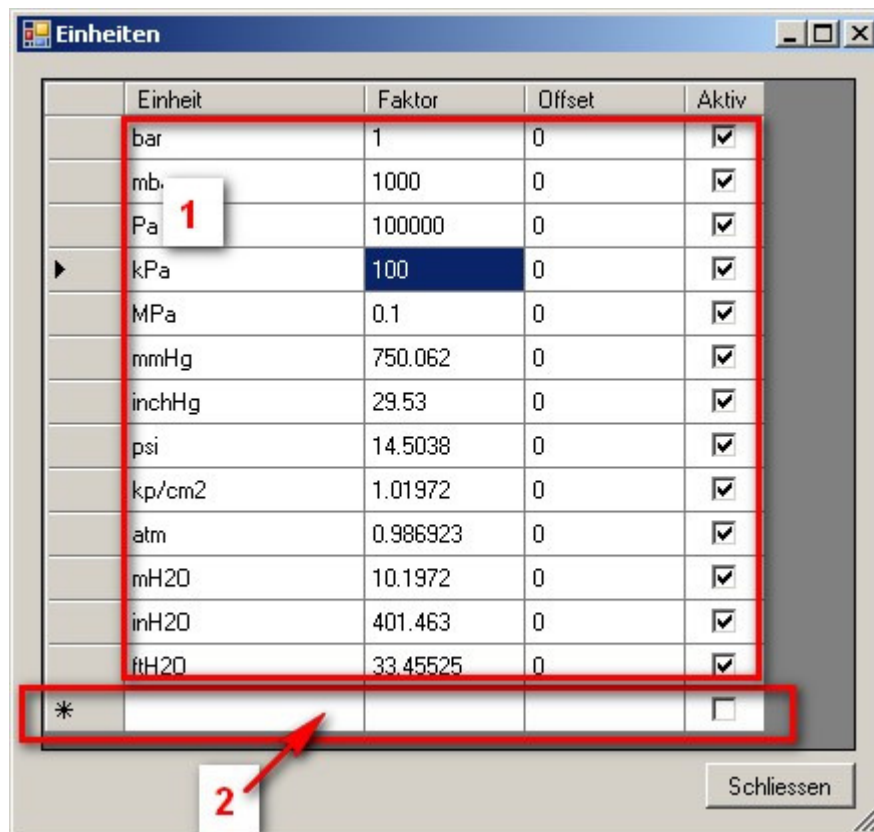 Einheiten
Einheit Faktor Offset Aktiv
bar 1 0
1000 0
1
Pa 100000 0
kPa 100 0
MPa 0.1 0
mmHg 750.062 0
inchHg 29.53 0
psi 14.5038 0
kp/cm2 1.01972 0
atm 0.986923 0
mH2O 10.1972 0
inH2O 401.463 0
ftH2O 33.45525 0
2
Schliessen